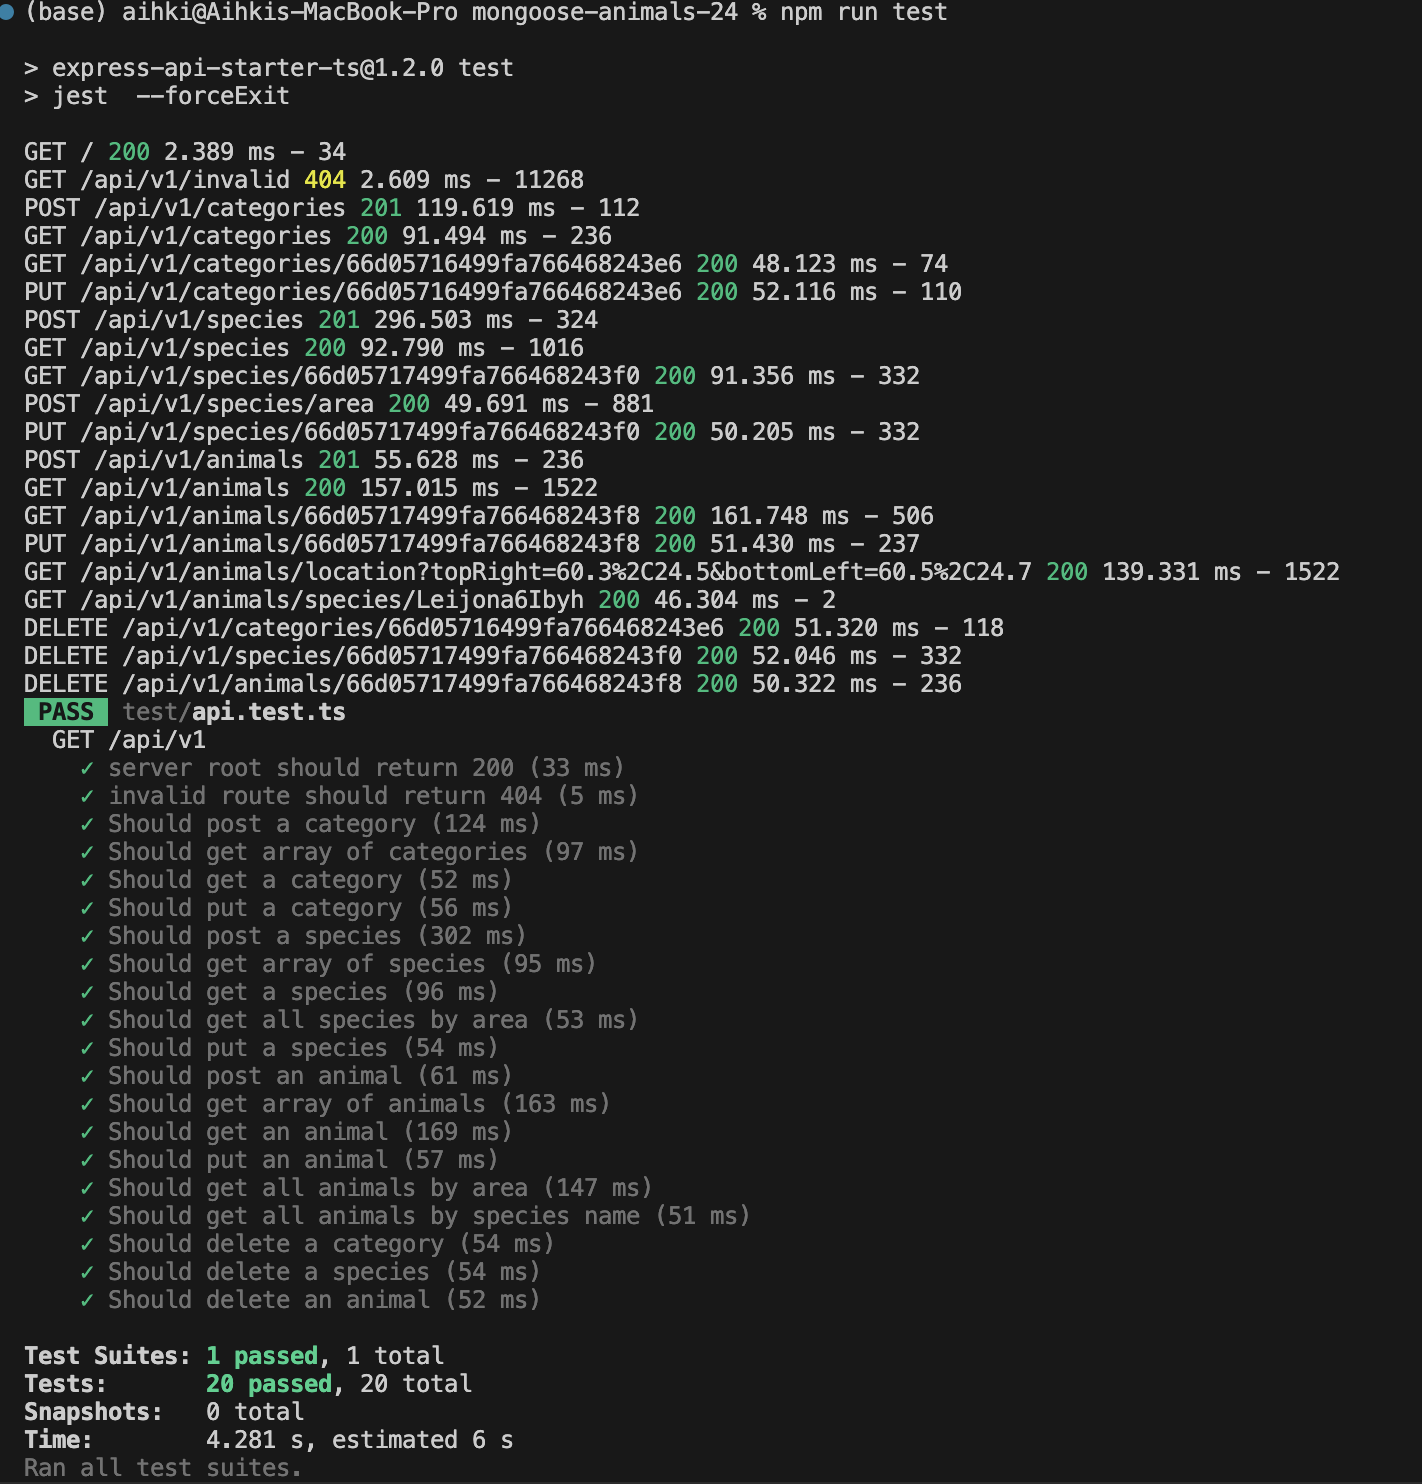 (base) aihki@Aihkis-MacBook-Pro mongoose-animals-24 % npm run test
> express-api-starter-ts@1.2.0 test
> jest  --forceExit
GET / 200 2.389 ms - 34
GET /api/v1/invalid 404 2.609 ms - 11268
POST /api/v1/categories 201 119.619 ms - 112
GET /api/v1/categories 200 91.494 ms - 236
GET /api/v1/categories/66d05716499fa766468243e6 200 48.123 ms - 74
PUT /api/v1/categories/66d05716499fa766468243e6 200 52.116 ms - 110
POST /api/v1/species 201 296.503 ms - 324
GET /api/v1/species 200 92.790 ms - 1016
GET /api/v1/species/66d05717499fa766468243f0 200 91.356 ms - 332
POST /api/v1/species/area 200 49.691 ms - 881
PUT /api/v1/species/66d05717499fa766468243f0 200 50.205 ms - 332
POST /api/v1/animals 201 55.628 ms - 236
GET /api/v1/animals 200 157.015 ms - 1522
GET /api/v1/animals/66d05717499fa766468243f8 200 161.748 ms - 506
PUT /api/v1/animals/66d05717499fa766468243f8 200 51.430 ms - 237
GET /api/v1/animals/location?topRight=60.3%2C24.5&bottomLeft=60.5%2C24.7 200 139.331 ms - 1522
GET /api/v1/animals/species/Leijona6Ibyh 200 46.304 ms - 2
DELETE /api/v1/categories/66d05716499fa766468243e6 200 51.320 ms - 118
DELETE /api/v1/species/66d05717499fa766468243f0 200 52.046 ms - 332
DELETE /api/v1/animals/66d05717499fa766468243f8 200 50.322 ms - 236
PASS test/api.test.ts
GET /api/v1
✓ server root should return 200 (33 ms)
✓ invalid route should return 404 (5 ms)
✓ Should post a category (124 ms)
✓ Should get array of categories (97 ms)
✓ Should get a category (52 ms)
✓ Should put a category (56 ms)
✓ Should post a species (302 ms)
✓ Should get array of species (95 ms)
✓ Should get a species (96 ms)
✓ Should get all species by area (53 ms)
✓ Should put a species (54 ms)
✓ Should post an animal (61 ms)
✓ Should get array of animals (163 ms)
✓ Should get an animal (169 ms)
✓ Should put an animal (57 ms)
✓ Should get all animals by area (147 ms)
✓ Should get all animals by species name (51 ms)
✓ Should delete a category (54 ms)
✓ Should delete a species (54 ms)
✓ Should delete an animal (52 ms)
Test Suites: 1 passed, 1 total
Tests:       20 passed, 20 total
Snapshots:   0 total
Time:        4.281 s, estimated 6 s
Ran all test suites.